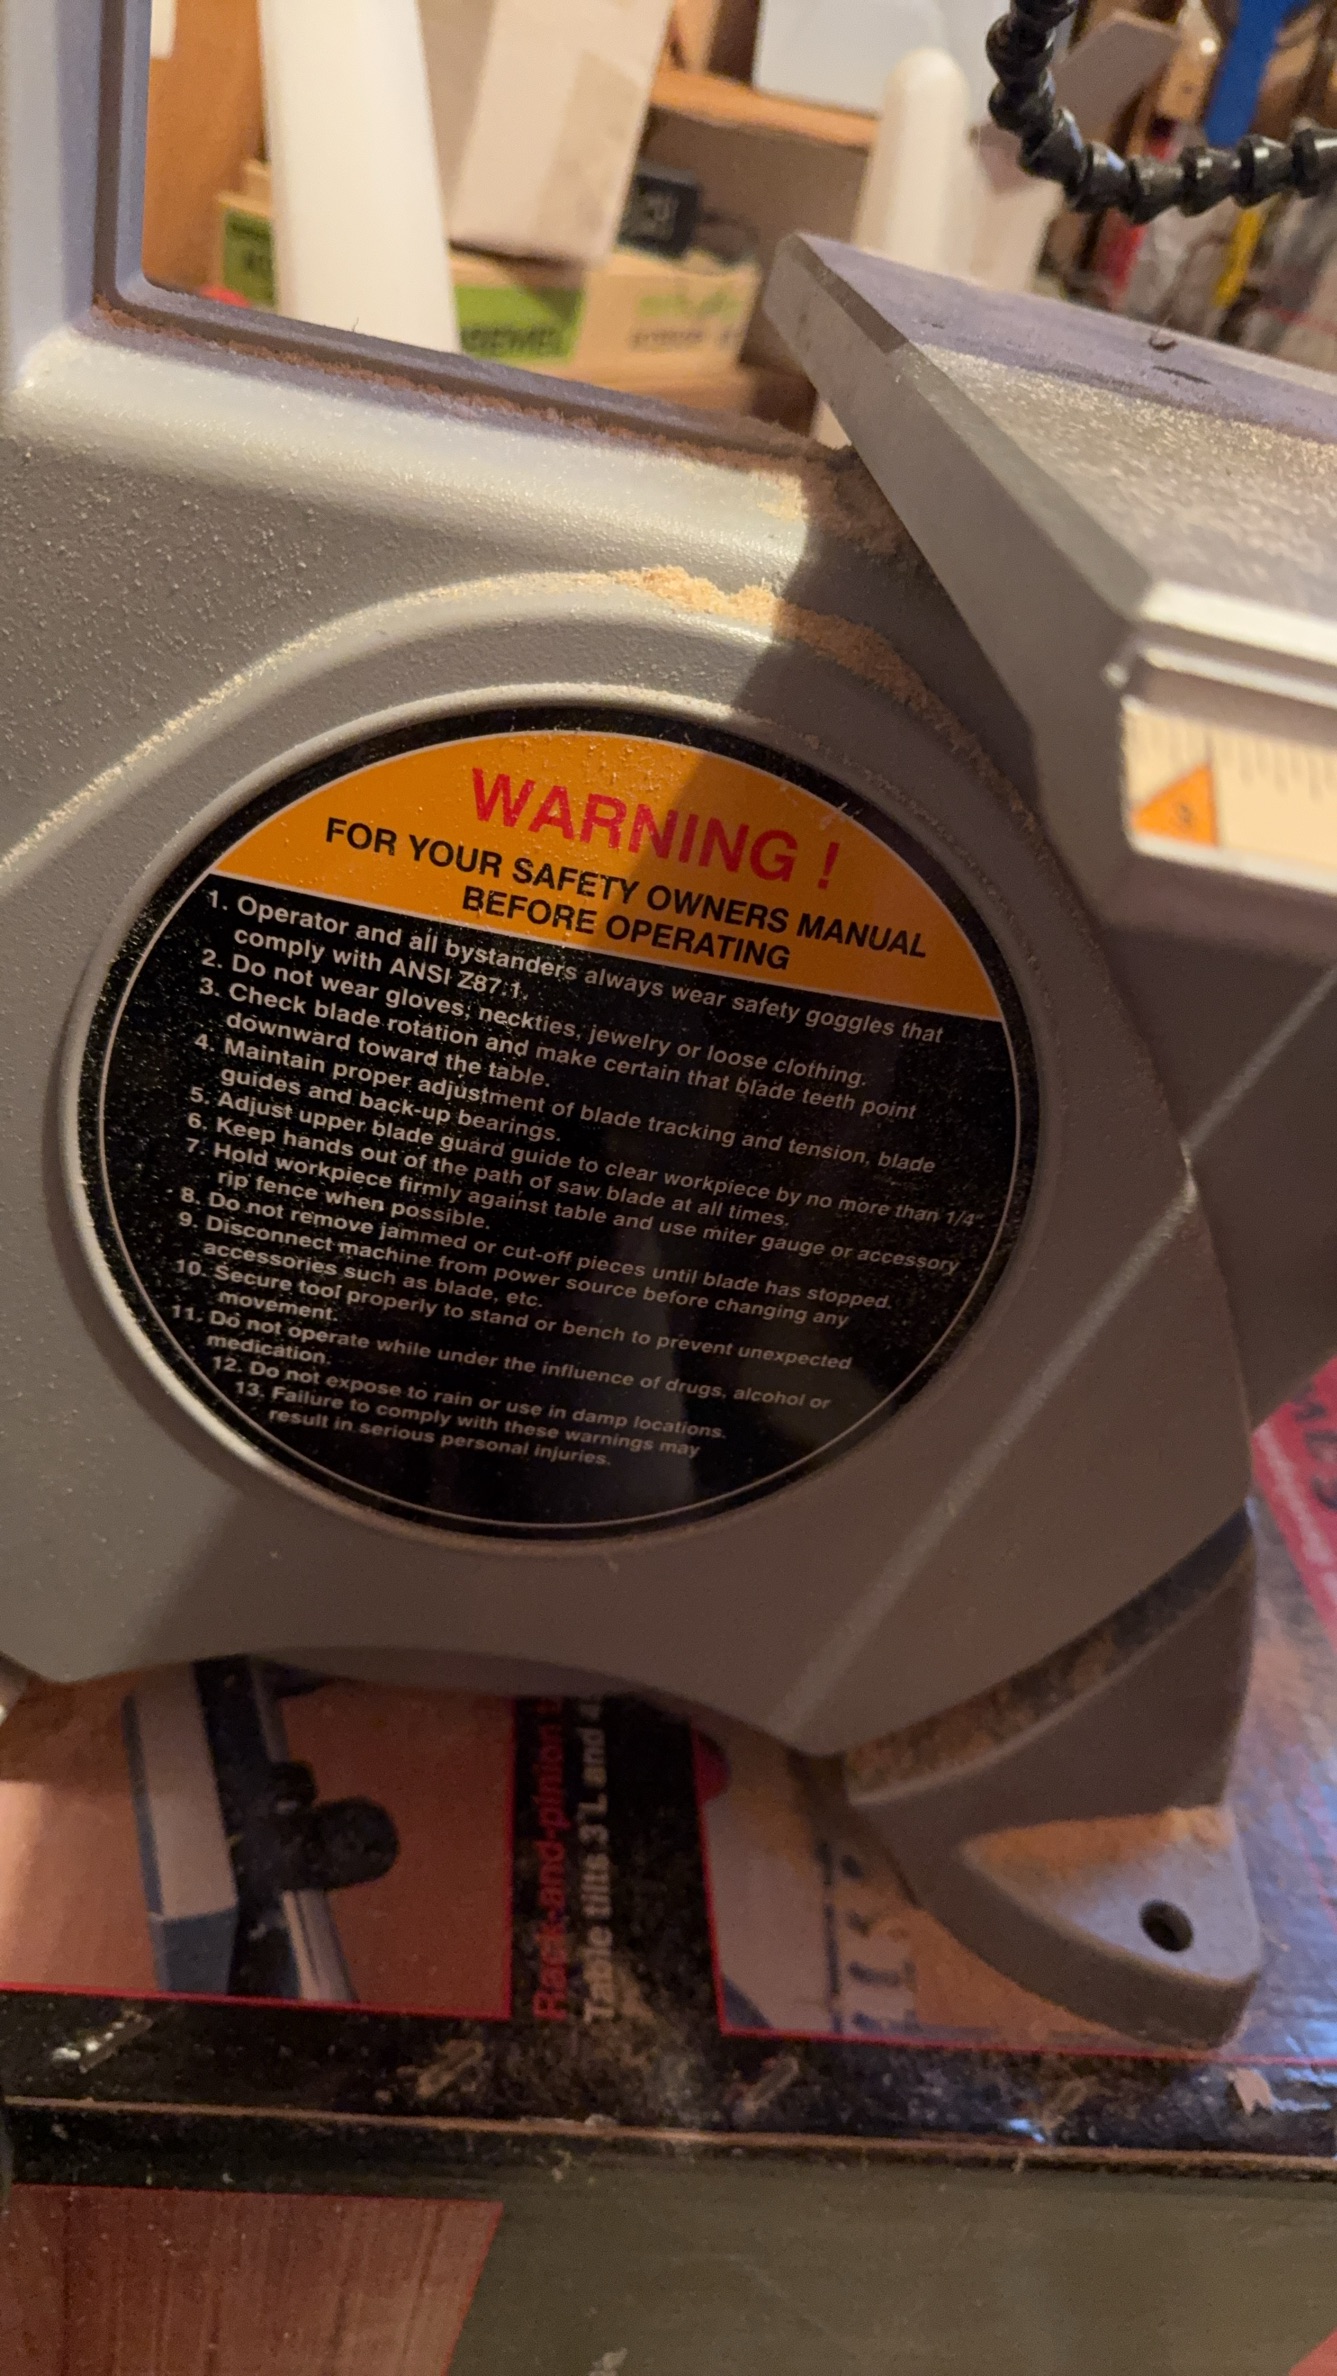 WARNING !
FOR YOUR SAFETY OWNERS MANUAL
BEFORE OPERATING
1. Operator and all bystanders always wear safety goggles that
comply with ANSI Z87.1.
2. Do not wear gloves, neckties, jewelry or loose clothing.
3. Check blade rotation and make certain that blade teeth point
downward toward the table.
4. Maintain proper adjustment of blade tracking and tension, blade
guides and back-up bearings.
5. Adjust upper blade guard guide to clear workpiece by no more than 1/4"
6. Keep hands out of the path of saw blade at all times.
7. Hold workpiece firmly against table and use miter gauge or accessory
rip fence when possible.
8. Do not remove jammed or cut-off pieces until blade has stopped.
9. Disconnect machine from power source before changing any
accessories such as blade, etc.
10. Secure tool properly to stand or bench to prevent unexpected
movement.
11. Do not operate while under the influence of drugs, alcohol or
medication.
12. Do not expose to rain or use in damp locations.
13. Failure to comply with these warnings may
result in serious personal injuries.
Rack-and-pinion
Table tilts 3˚L and 4